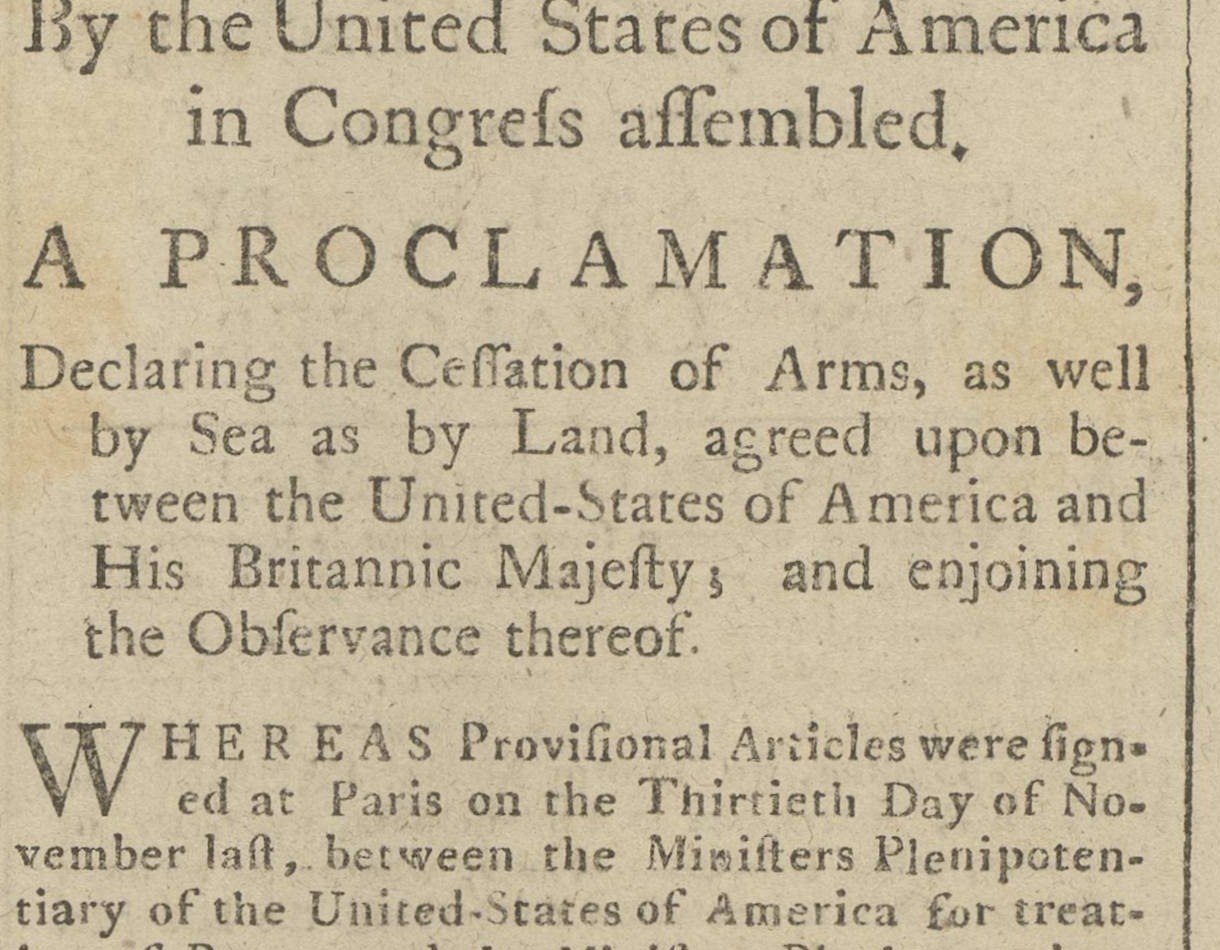 By the United States of America
in Congreſs aſſembled.
A PROCLAMATION,
Declaring the Ceſſation of Arms, as well
by Sea as by Land, agreed upon be-
tween the United-States of America and
His Britannic Majeſty; and enjoining
the Obſervance thereof.
WHEREAS Proviſional Articles were ſign-
ed at Paris on the Thirtieth Day of No-
vember laſt, between the Miniſters Plenipoten-
tiary of the United-States of America for treat-